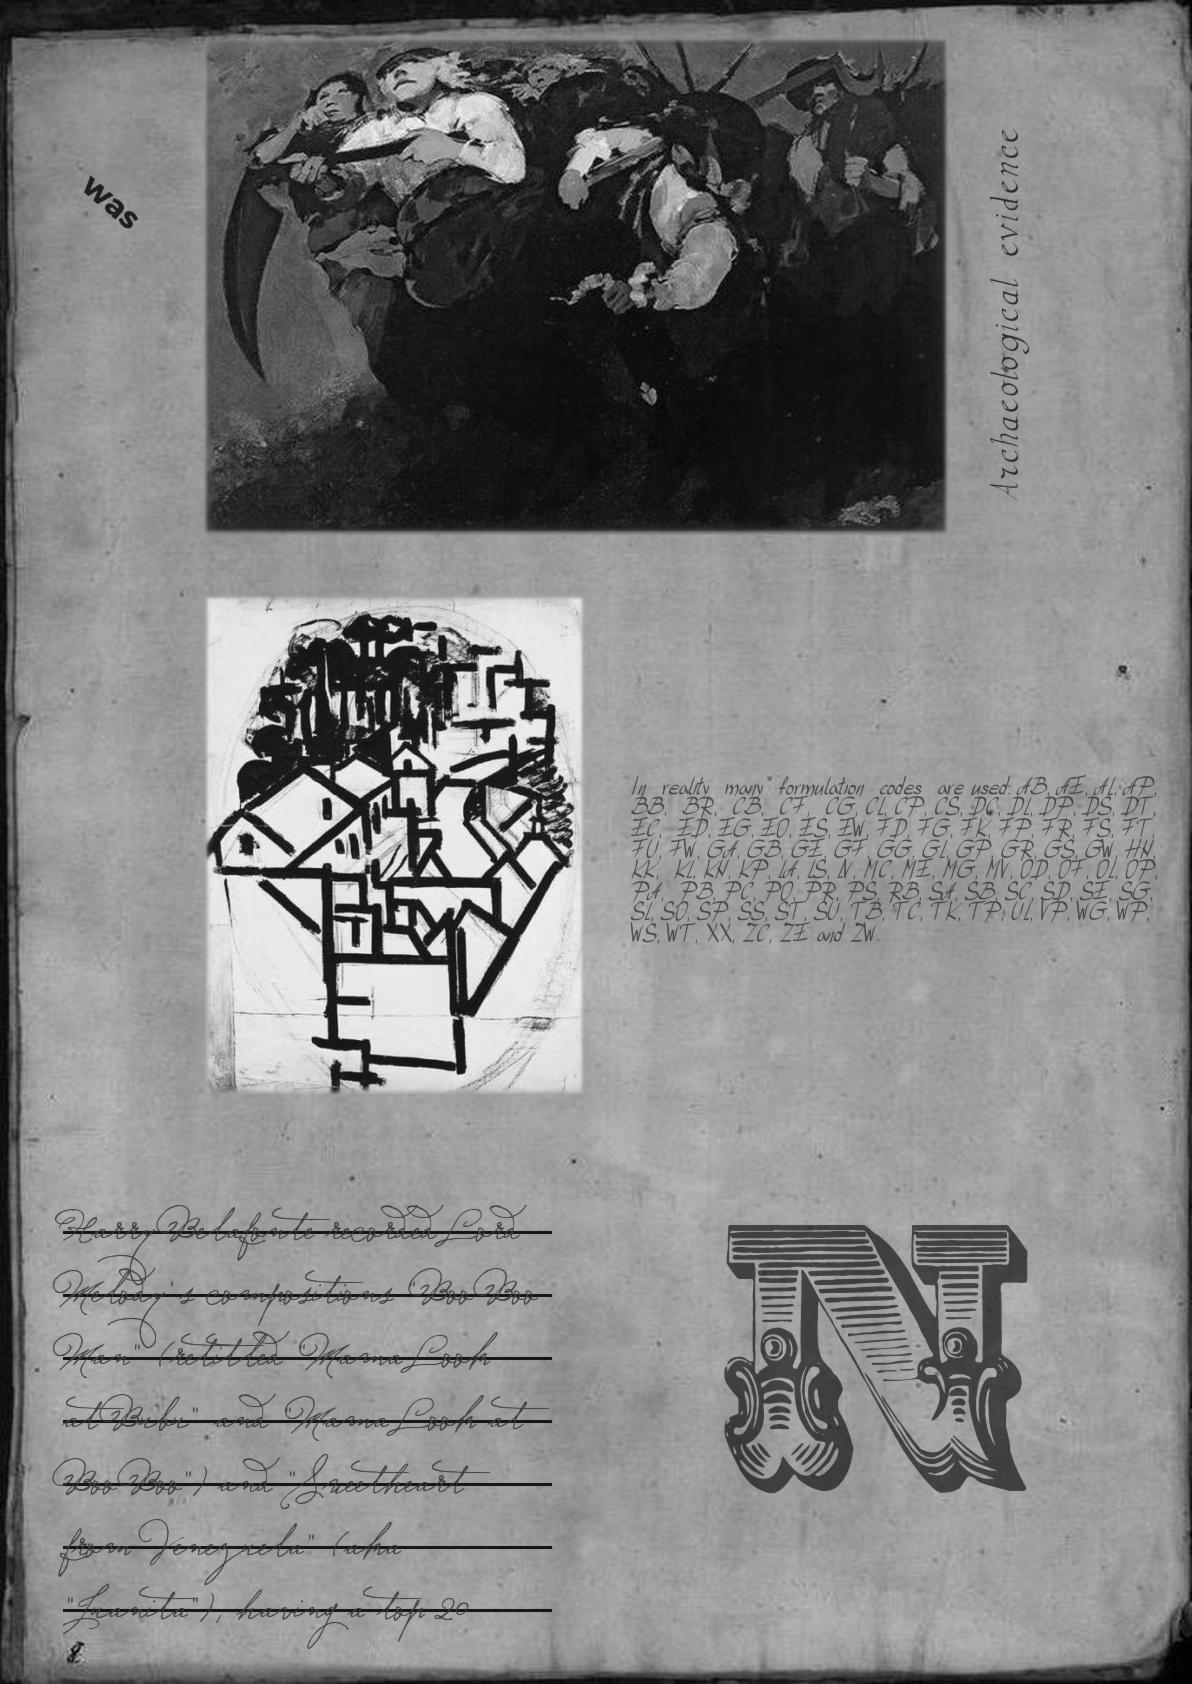 was
Archaeological evidence
In reality many formulation codes are used: AB, AE, AL, AP,
BB, BR, CB, CF, CG, CL, CP, CS, DC, DL, DP, DS, DT,
EC, ED, EG, EO, ES, EW, FD, FG, FK, FP, FR, FS, FT,
FU, FW, GA, GB, GE, GF, GG, GL, GP, GR, GS, GW, HN,
KK, KL, KN, KP, LA, LS, N, MC, ME, MG, MV, OD, OF, OL, OP,
PA, PB, PC, PO, PR, PS, RB, SA, SB, SC, SD, SE, SG,
SL, SO, SP, SS, ST, SU, TB, TC, TK, TP, UL, VP, WG, WP,
WS, WT, XX, ZC, ZE and ZW.
Harry Belafonte recorded Lord
Melody's compositions "Boo Boo
Man" (retitled "Mama Look
at Bubu" and "Mama Look at
Boo Boo") and "Sweetheart
from Venezuela" (aka
"Juanita"), having a top 20
N
8